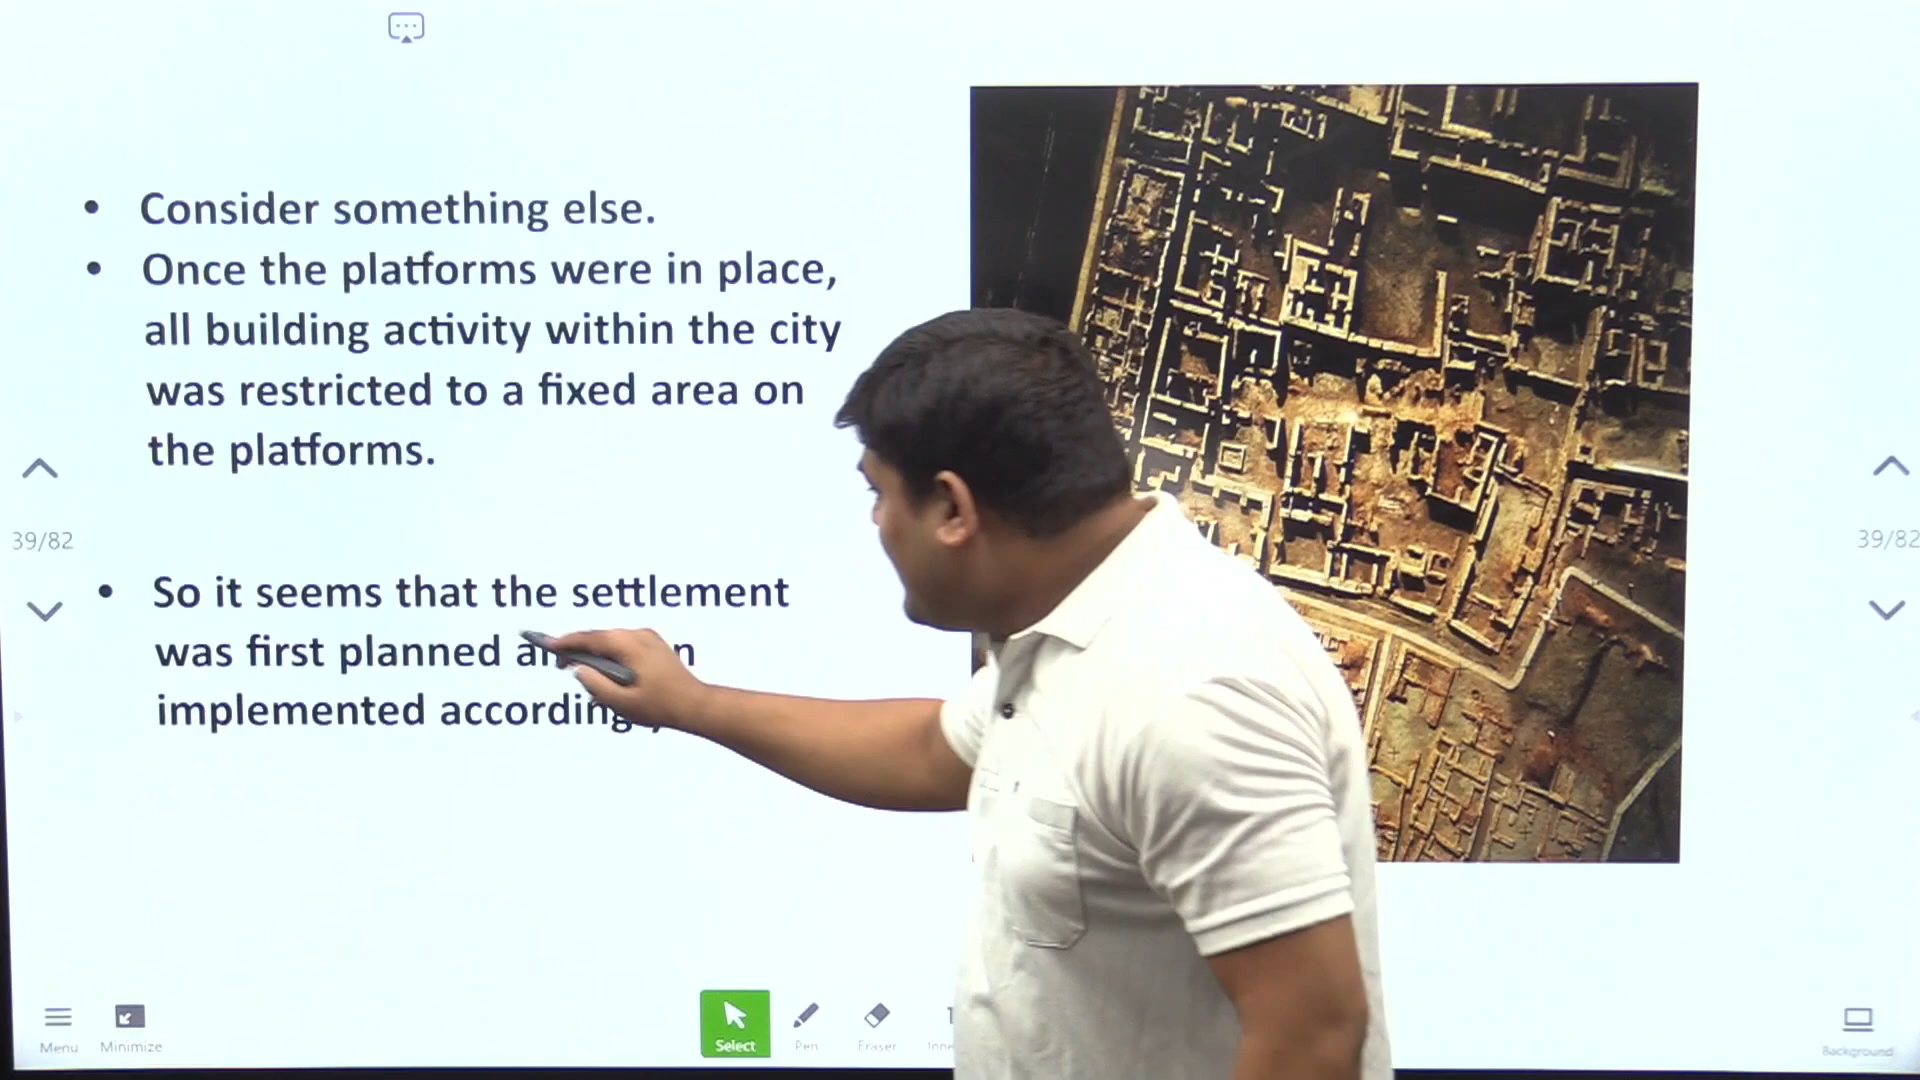 • Consider something else.
• Once the platforms were in place,
all building activity within the city
was restricted to a fixed area on
the platforms.
39/82
39/82
• So it seems that the settlement
was first planned
implemented
Menu
Minimize
Select
Pen
Eraser
Background